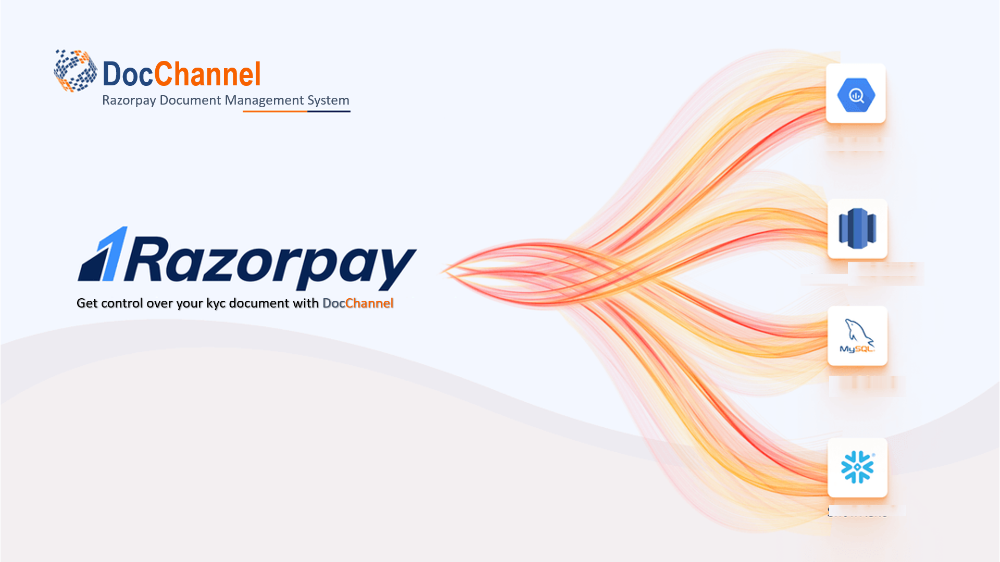 DocChannel
Razorpay Document Management System
Razorpay
Get control over your kyc document with DocChannel
MySQL